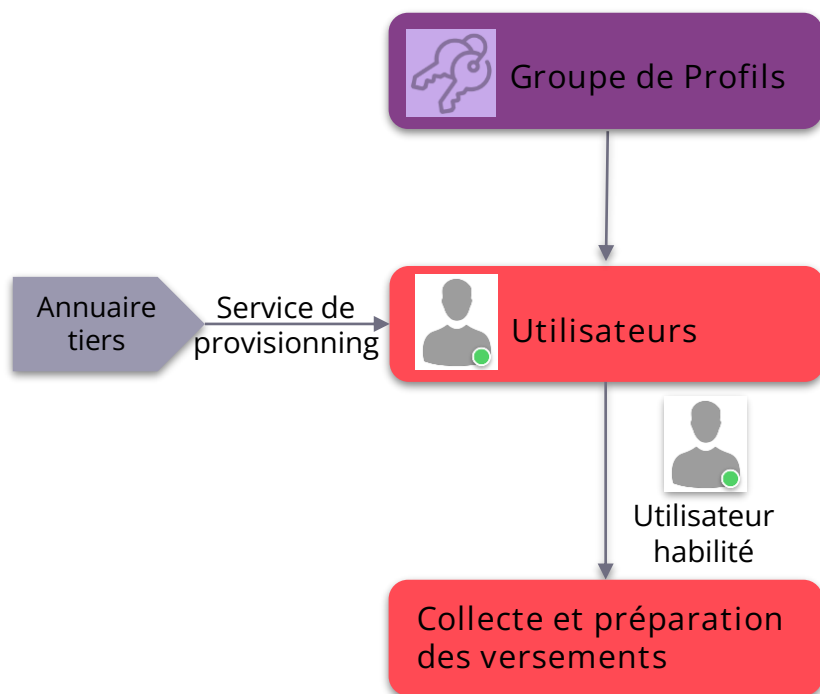 Groupe de Profils
Annuaire
tiers
Service de
provisionning
Utilisateurs
Utilisateur
habilité
Collecte et préparation
des versements